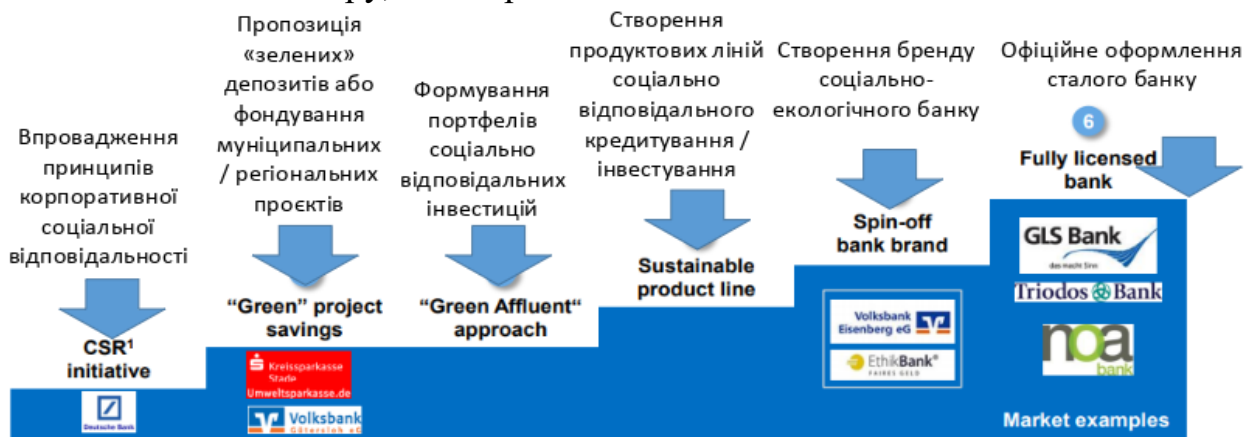 Впровадження
принципів
корпоративної
соціальної
відповідальності
CSR¹
initiative
Deutsche Bank
Пропозиція
«зелених»
депозитів або
фондування
муніципальних
/ регіональних
проєктів
“Green” project
savings
Kreissparkasse
Stade
Umweltsparkasse.de
Volksbank
Gütersloh eG
Формування
портфелів
соціально
відповідальних
інвестицій
“Green Affluent“
approach
Створення
продуктових ліній
соціально
відповідального
кредитування /
інвестування
Sustainable
product line
Створення бренду
соціально-
екологічного банку
Spin-off
bank brand
Volksbank
Eisenberg eG
EthikBank®
FAIRES GELD
Офіційне оформлення
сталого банку
6
Fully licensed
bank
GLS Bank
das macht Sinn
Triodos Bank
noa
bank
Market examples